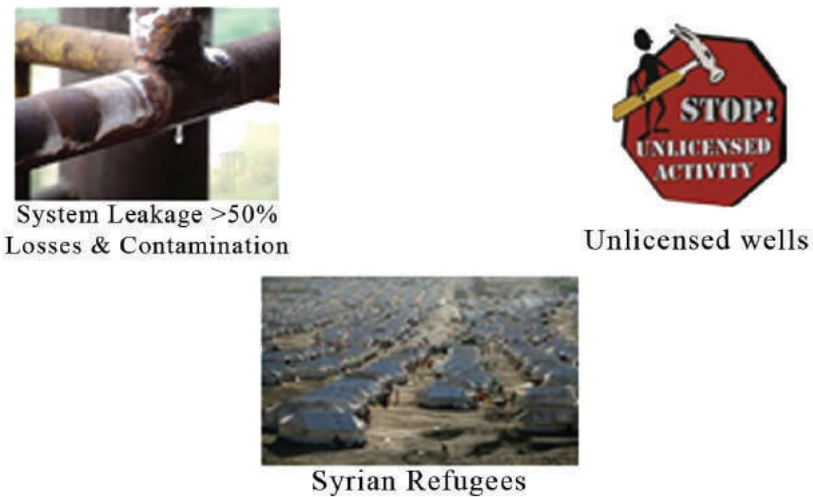 STOP!
UNLICENSED
ACTIVITY
System Leakage >50%
Losses & Contamination
Unlicensed wells
Syrian Refugees